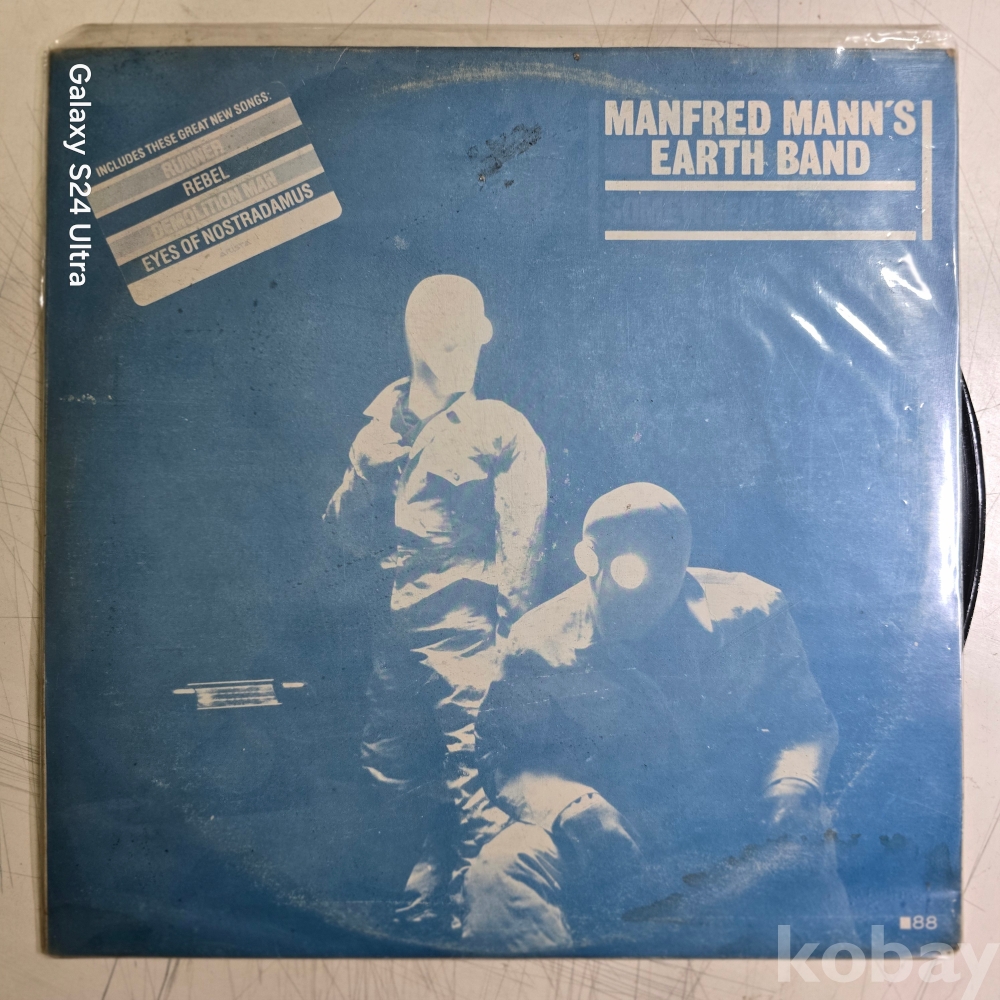 Galaxy S24 Ultra
INCLUDES THESE GREAT NEW SONGS:
RUNNER
REBEL
DEMOLITION MAN
EYES OF NOSTRADAMUS
MANFRED MANN'S
EARTH BAND
■88
kobay